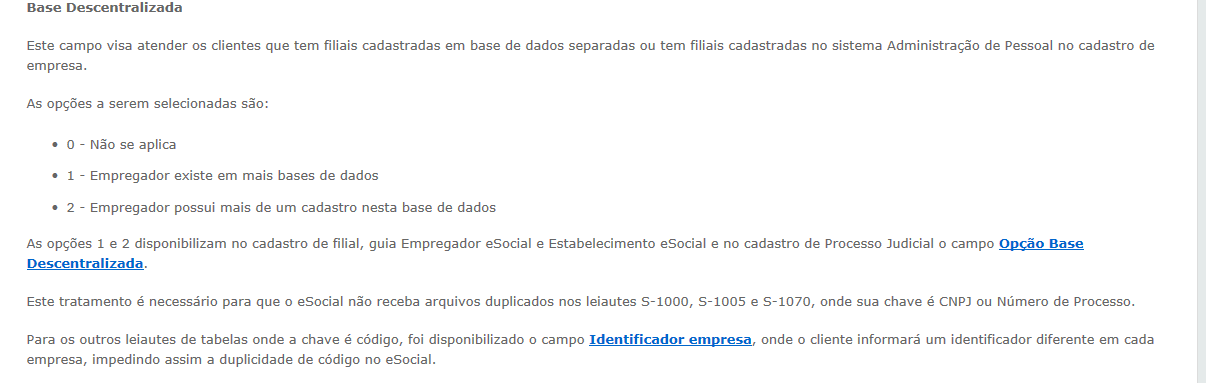 Base Descentralizada
Este campo visa atender os clientes que tem filiais cadastradas em base de dados separadas ou tem filiais cadastradas no sistema Administração de Pessoal no cadastro de
empresa.
As opções a serem selecionadas são:
• 0 - Não se aplica
• 1 - Empregador existe em mais bases de dados
• 2 - Empregador possui mais de um cadastro nesta base de dados
As opções 1 e 2 disponibilizam no cadastro de filial, guia Empregador eSocial e Estabelecimento eSocial e no cadastro de Processo Judicial o campo Opção Base
Descentralizada.
Este tratamento é necessário para que o eSocial não receba arquivos duplicados nos leiautes S-1000, S-1005 e S-1070, onde sua chave é CNPJ ou Número de Processo.
Para os outros leiautes de tabelas onde a chave é código, foi disponibilizado o campo Identificador empresa, onde o cliente informará um identificador diferente em cada
empresa, impedindo assim a duplicidade de código no eSocial.